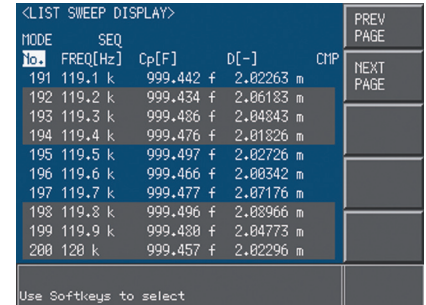 <LIST SWEEP DISPLAY>
PREV
PAGE
MODE SEQ
No. FREQ[Hz] Cp[F] D[-] CMP
NEXT
PAGE
191 119.1 k 999.442 f 2.02263 m
192 119.2 k 999.434 f 2.06183 m
193 119.3 k 999.486 f 2.04843 m
194 119.4 k 999.476 f 2.01826 m
195 119.5 k 999.497 f 2.02726 m
196 119.6 k 999.466 f 2.00342 m
197 119.7 k 999.477 f 2.07176 m
198 119.8 k 999.496 f 2.08966 m
199 119.9 k 999.480 f 2.04773 m
200 120 k 999.457 f 2.02296 m
Use Softkeys to select